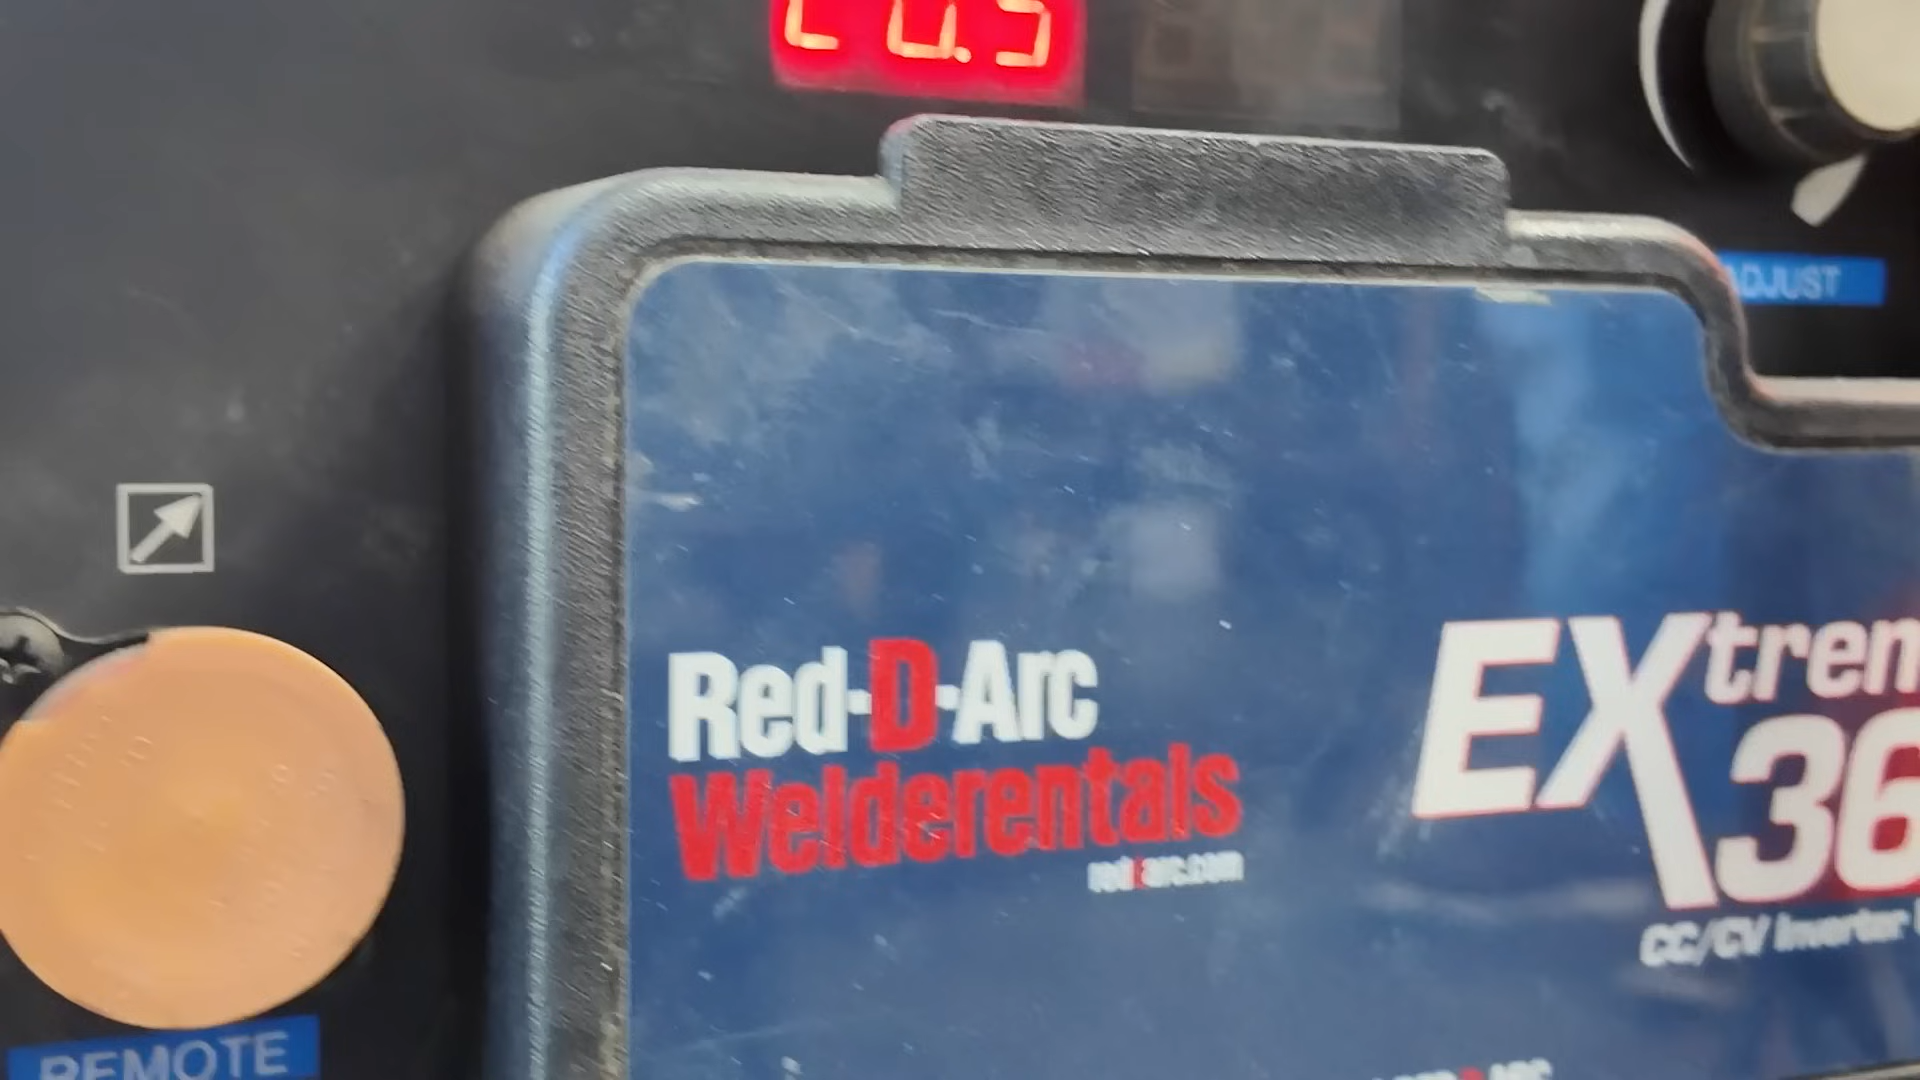 ADJUST
Red-D-Arc
Welderentals
reddarc.com
EXtrem
36
CC/CV Inverter
REMOTE